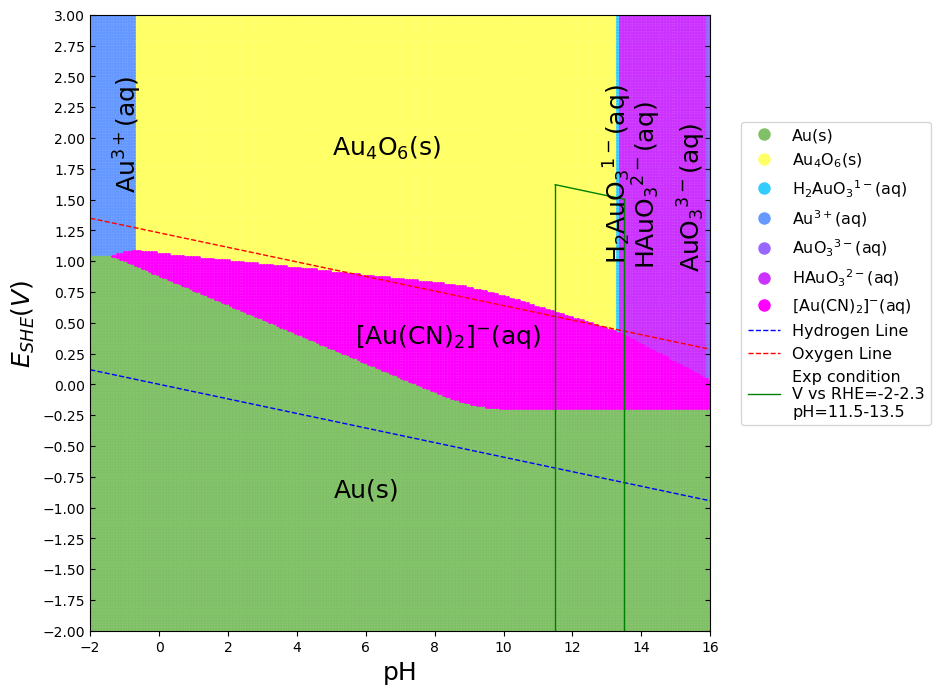 3.00
2.75
2.50
2.25
2.00
1.75
1.50
1.25
1.00
0.75
0.50
0.25
0.00
−0.25
−0.50
−0.75
−1.00
−1.25
−1.50
−1.75
−2.00
E_{SHE}(V)
Au³⁺(aq)
Au₄O₆(s)
H₂AuO₃¹⁻(aq)
HAuO₃²⁻(aq)
AuO₃³⁻(aq)
[Au(CN)₂]⁻(aq)
Au(s)
−2 0 2 4 6 8 10 12 14 16
pH
Au(s)
Au₄O₆(s)
H₂AuO₃¹⁻(aq)
Au³⁺(aq)
AuO₃³⁻(aq)
HAuO₃²⁻(aq)
[Au(CN)₂]⁻(aq)
Hydrogen Line
Oxygen Line
Exp condition
V vs RHE=-2-2.3
pH=11.5-13.5